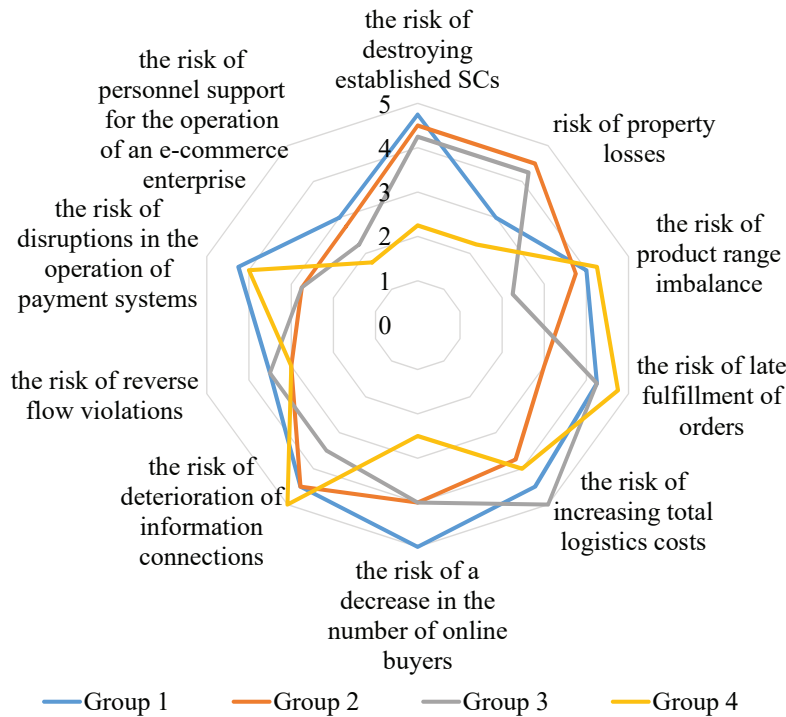 the risk of
destroying
established SCs
risk of property
losses
the risk of
product range
imbalance
the risk of late
fulfillment of
orders
the risk of
increasing total
logistics costs
the risk of a
decrease in the
number of online
buyers
the risk of
deterioration of
information
connections
the risk of reverse
flow violations
the risk of
disruptions in the
operation of
payment systems
the risk of
personnel support
for the operation
of an e-commerce
enterprise
5
4
3
2
1
0
Group 1 Group 2 Group 3 Group 4